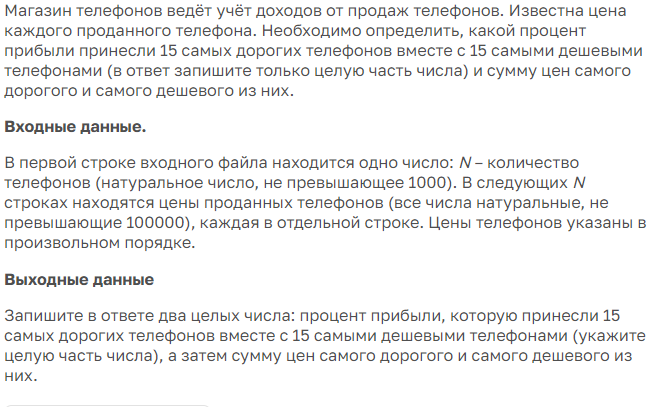 Магазин телефонов ведёт учёт доходов от продаж телефонов. Известна цена
каждого проданного телефона. Необходимо определить, какой процент
прибыли принесли 15 самых дорогих телефонов вместе с 15 самыми дешевыми
телефонами (в ответ запишите только целую часть числа) и сумму цен самого
дорогого и самого дешевого из них.
Входные данные.
В первой строке входного файла находится одно число: N – количество
телефонов (натуральное число, не превышающее 1000). В следующих N
строках находятся цены проданных телефонов (все числа натуральные, не
превышающие 100000), каждая в отдельной строке. Цены телефонов указаны в
произвольном порядке.
Выходные данные
Запишите в ответе два целых числа: процент прибыли, которую принесли 15
самых дорогих телефонов вместе с 15 самыми дешевыми телефонами (укажите
целую часть числа), а затем сумму цен самого дорогого и самого дешевого из
них.